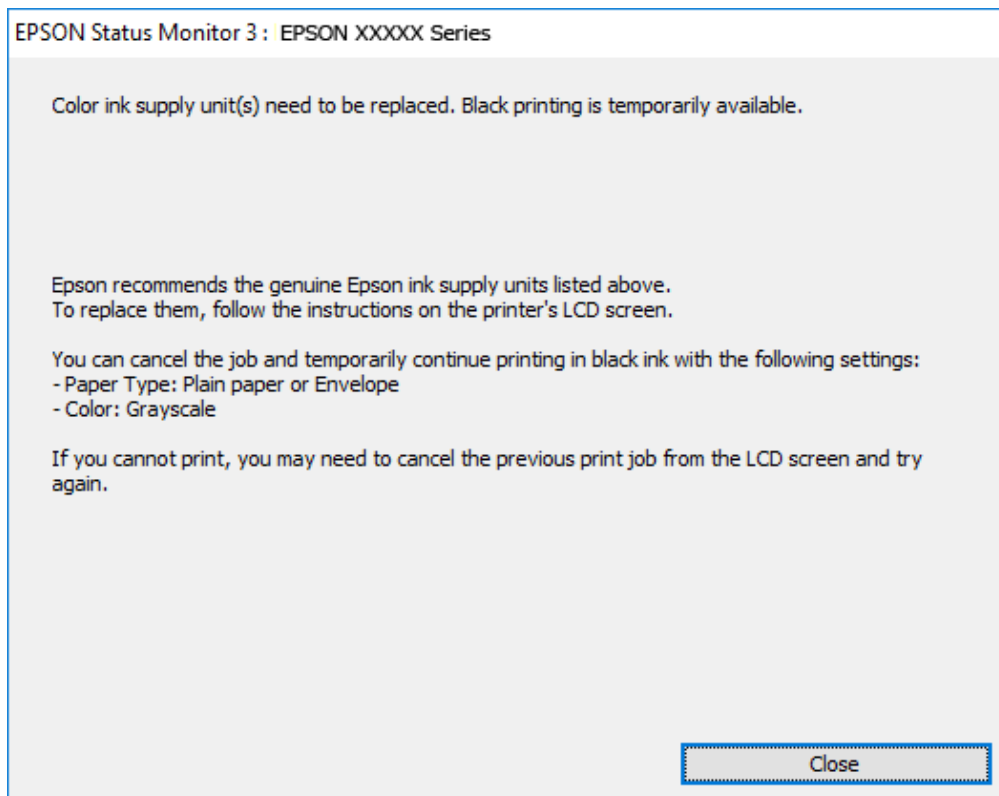 EPSON Status Monitor 3 : EPSON XXXXX Series
Color ink supply unit(s) need to be replaced. Black printing is temporarily available.
Epson recommends the genuine Epson ink supply units listed above.
To replace them, follow the instructions on the printer's LCD screen.
You can cancel the job and temporarily continue printing in black ink with the following settings:
- Paper Type: Plain paper or Envelope
- Color: Grayscale
If you cannot print, you may need to cancel the previous print job from the LCD screen and try
again.
Close